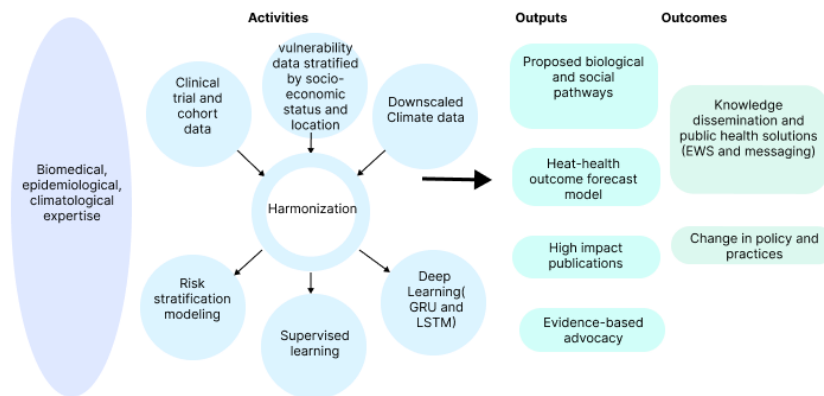 Activities
Outputs
Outcomes
Biomedical,
epidemiological,
climatological
expertise
Clinical
trial and
cohort
data
vulnerability
data stratified
by socio-
economic
status and
location
Downscaled
Climate data
Harmonization
Risk
stratification
modeling
Supervised
learning
Deep
Learning(
GRU and
LSTM)
Proposed biological
and social
pathways
Heat-health
outcome forecast
model
High impact
publications
Evidence-based
advocacy
Knowledge
dissemination and
public health solutions
(EWS and messaging)
Change in policy and
practices